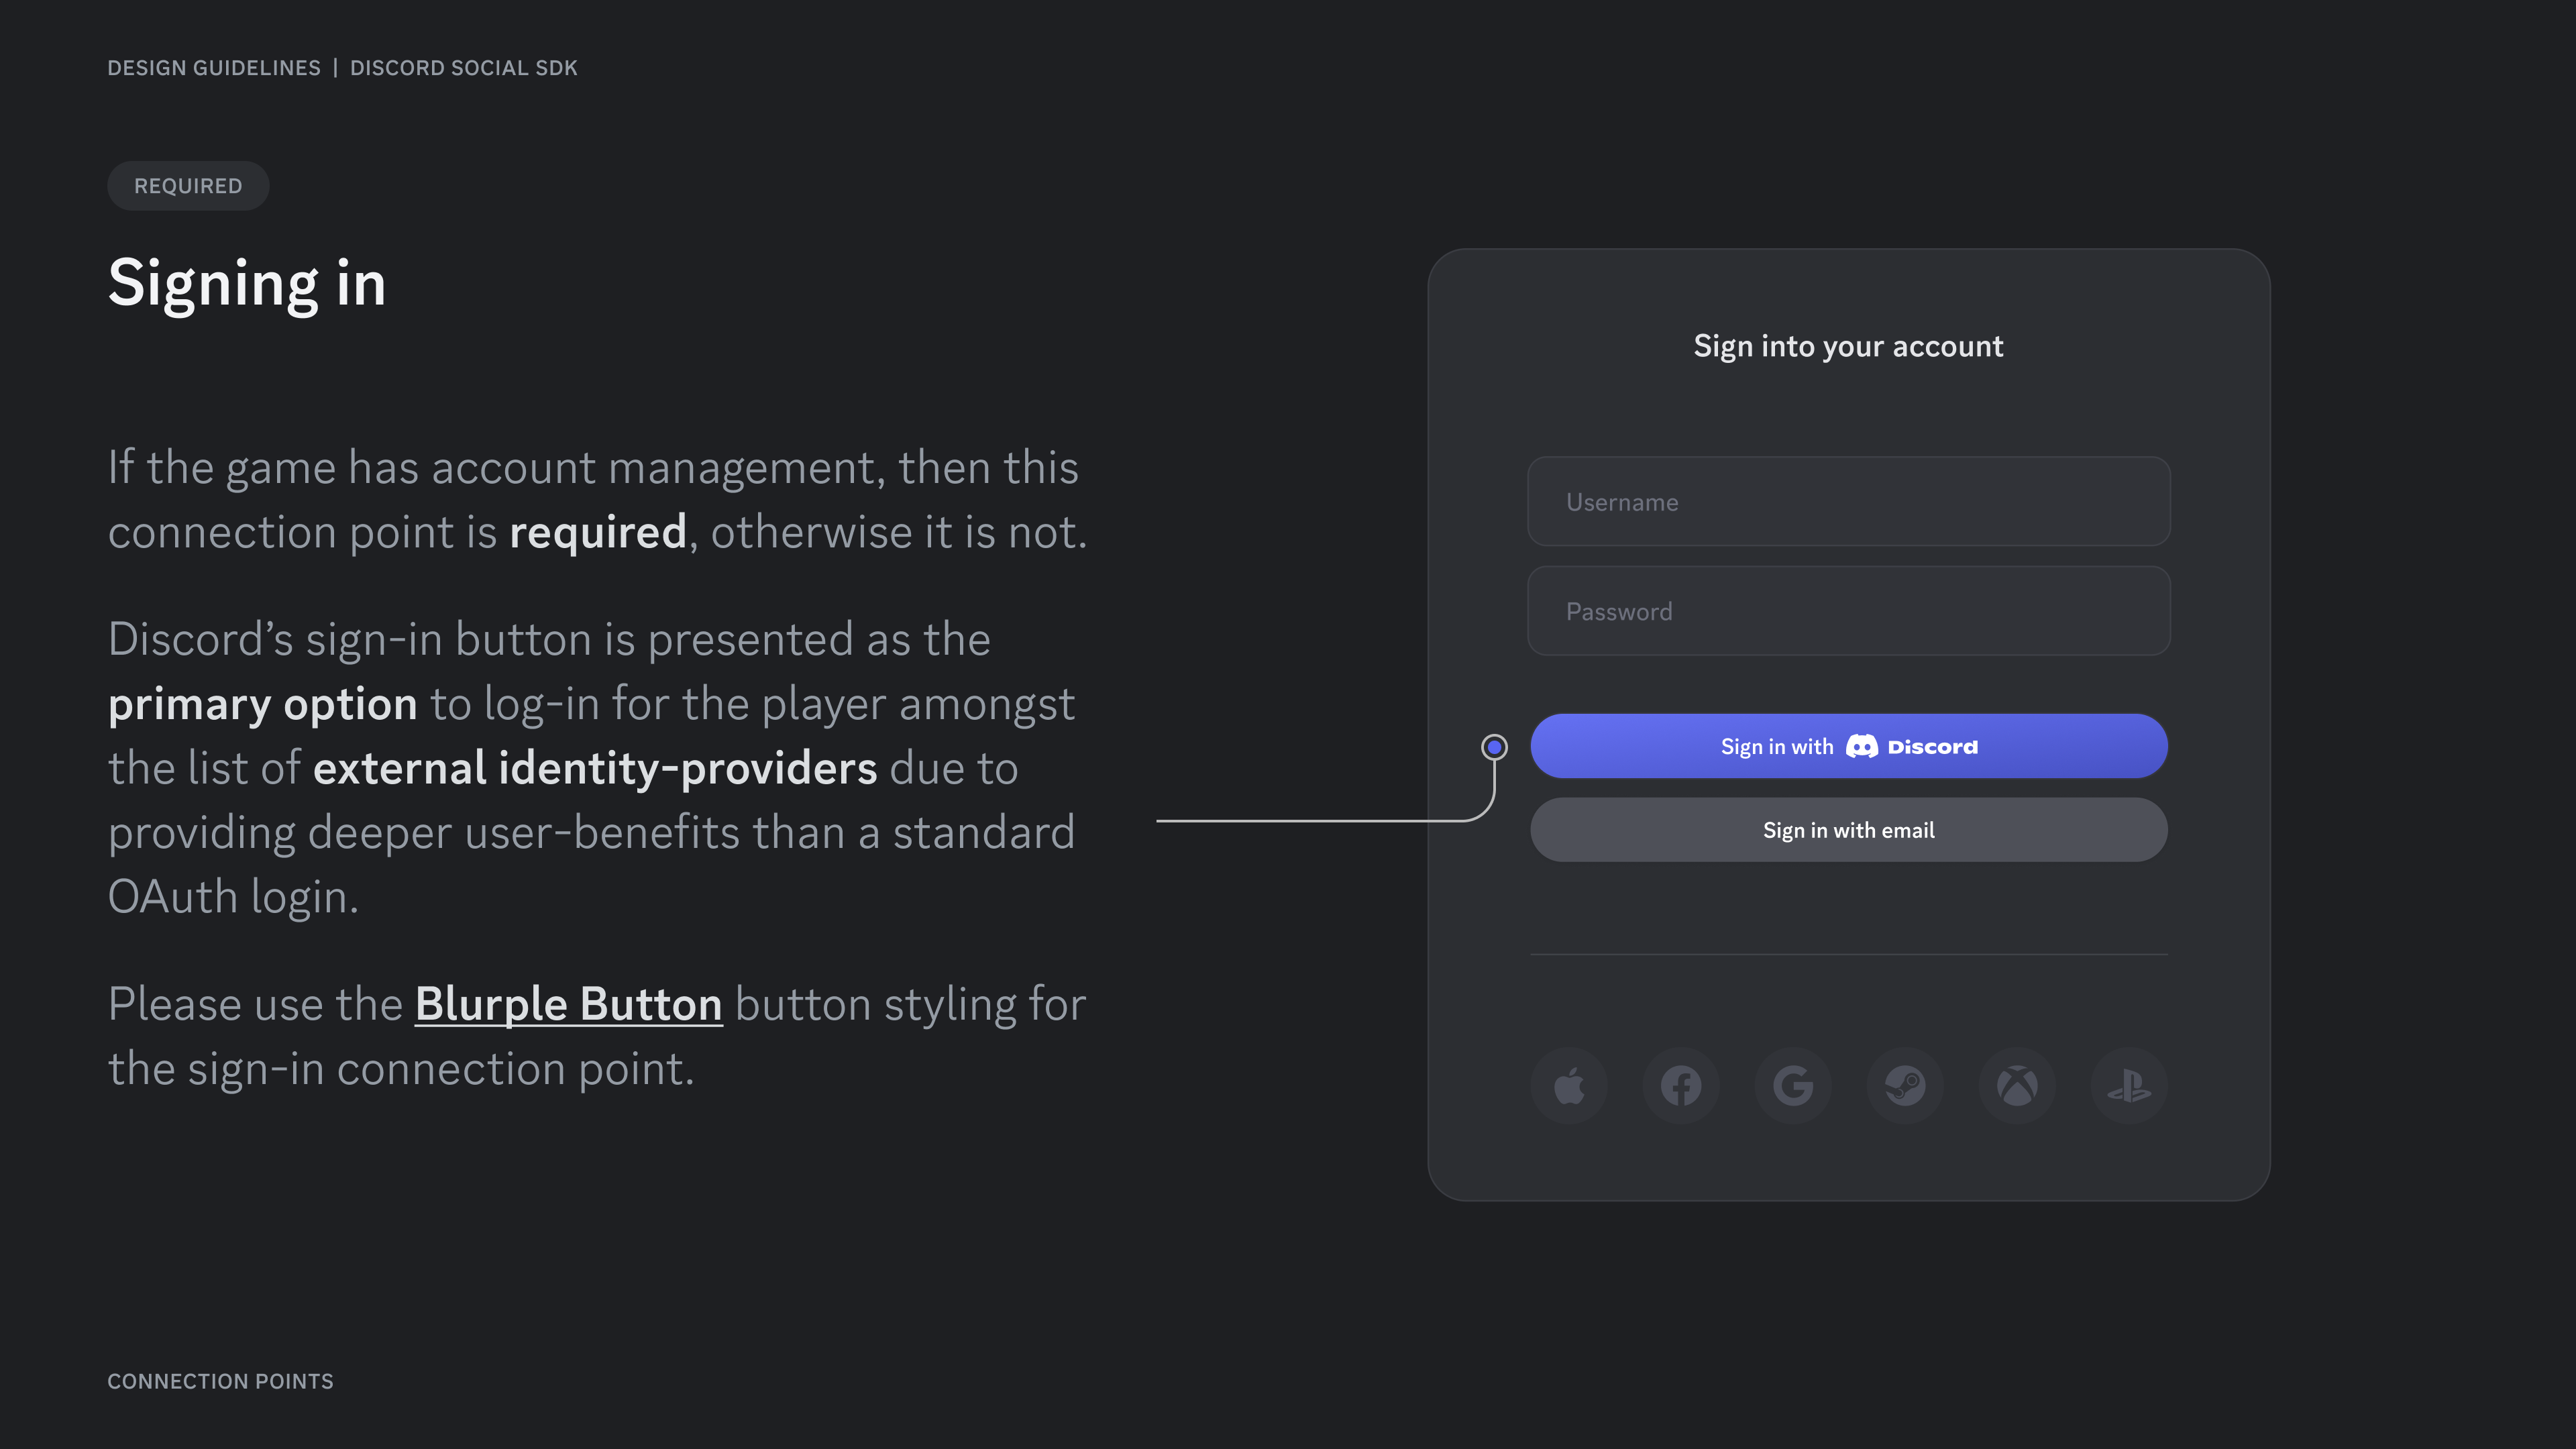 DESIGN GUIDELINES | DISCORD SOCIAL SDK
REQUIRED
Signing in
If the game has account management, then this
connection point is required, otherwise it is not.
Discord’s sign-in button is presented as the
primary option to log-in for the player amongst
the list of external identity-providers due to
providing deeper user-benefits than a standard
OAuth login.
Please use the Blurple Button button styling for
the sign-in connection point.
Sign into your account
Username
Password
Sign in with Discord
Sign in with email
CONNECTION POINTS